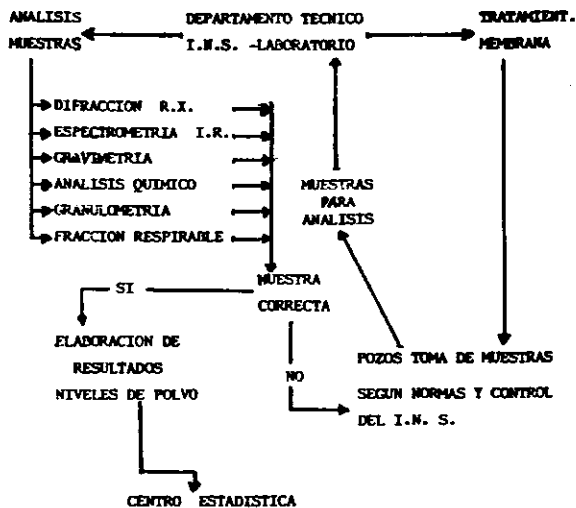 ANALISIS
MUESTRAS
DEPARTAMENTO TECNICO
I.N.S. -LABORATORIO
TRATAMIENT.
MEMBRANA
DIFRACCION R.X.
ESPECTROMETRIA I.R.
GRAVIMETRIA
ANALISIS QUIMICO
GRANULOMETRIA
FRACCION RESPIRABLE
MUESTRAS
PARA
ANALISIS
MUESTRA
CORRECTA
SI
NO
ELABORACION DE
RESULTADOS
NIVELES DE POLVO
POZOS TOMA DE MUESTRAS
SEGUN NORMAS Y CONTROL
DEL I.N. S.
CENTRO ESTADISTICA